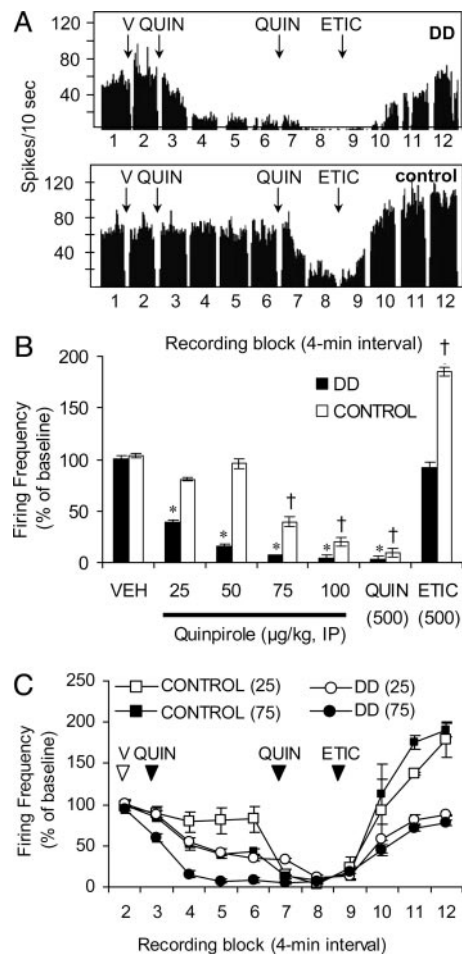 A
DD
V QUIN QUIN ETIC
120
80
40
1 2 3 4 5 6 7 8 9 10 11 12
Spikes/10 sec
control
V QUIN QUIN ETIC
120
80
40
1 2 3 4 5 6 7 8 9 10 11 12
Recording block (4-min interval)
B
Firing Frequency
(% of baseline)
200
150
100
50
0
DD
CONTROL
* * * † * † * † †
VEH 25 50 75 100 QUIN ETIC
(500) (500)
Quinpirole (µg/kg, IP)
C
Firing Frequency
(% of baseline)
250
200
150
100
50
0
CONTROL (25) DD (25)
CONTROL (75) DD (75)
V QUIN QUIN ETIC
2 3 4 5 6 7 8 9 10 11 12
Recording block (4-min interval)